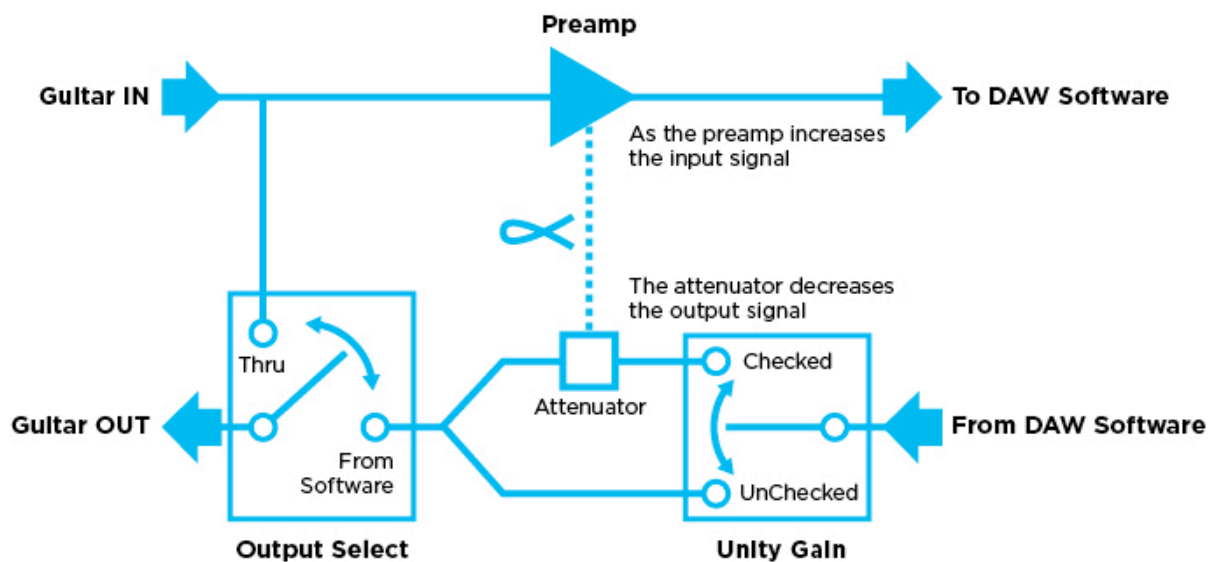 Preamp
Guitar IN
To DAW Software
As the preamp increases
the input signal
The attenuator decreases
the output signal
Thru
Checked
Attenuator
Guitar OUT
From DAW Software
From
Software
UnChecked
Output Select
Unity Gain